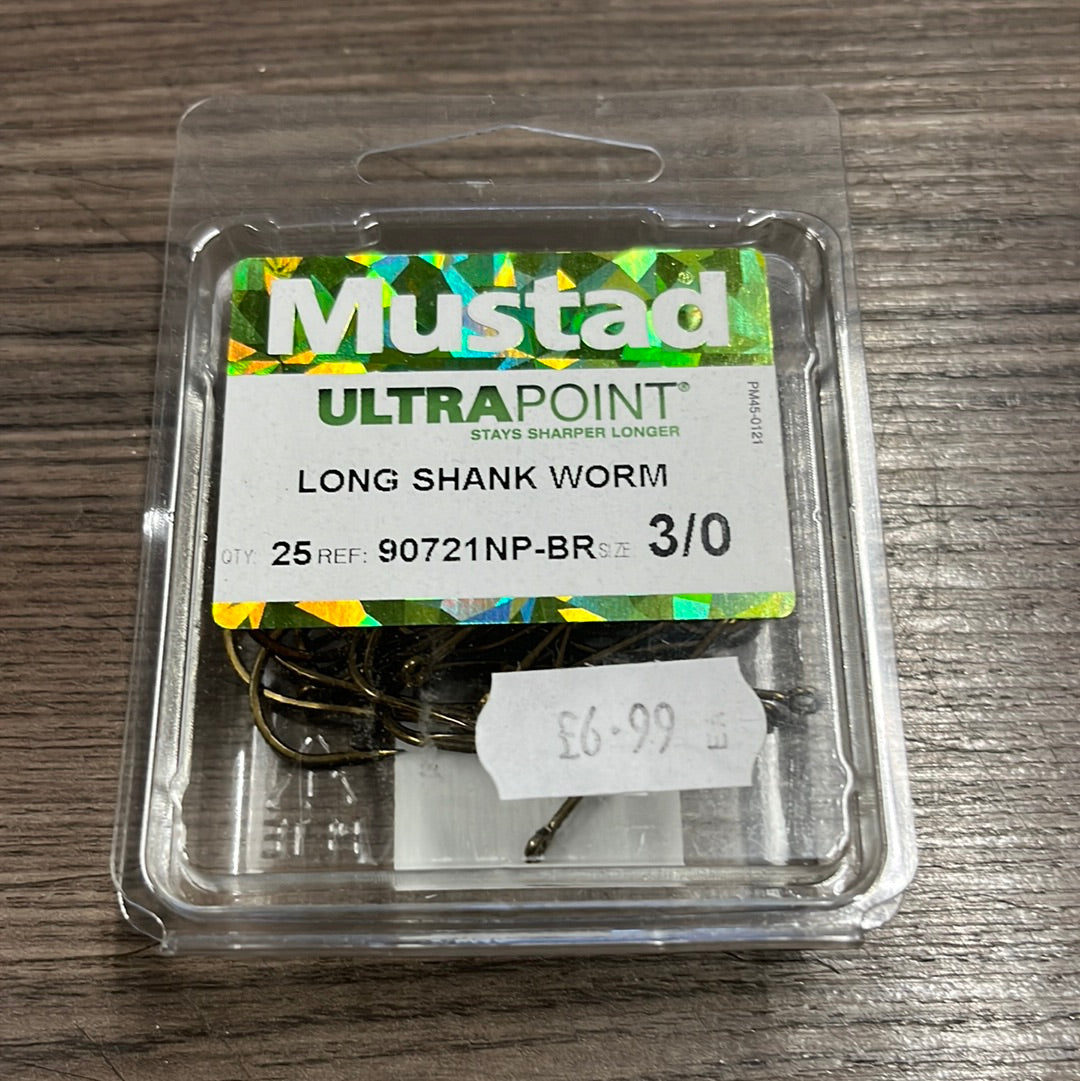 Mustad®
ULTRAPOINT®
STAYS SHARPER LONGER
PM45-0121
LONG SHANK WORM
QTY: 25 REF: 90721NP-BR SIZE 3/0
£6.99 EA